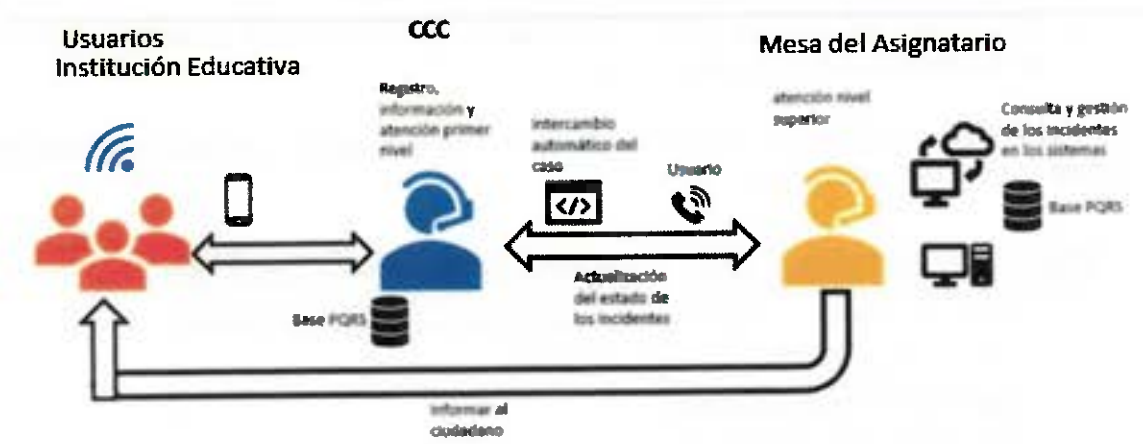 Usuarios
Institución Educativa
CCC
Mesa del Asignatario
Registro,
información y
atención primer
nivel
intercambio
automático del
caso
Usuario
atención nivel
superior
Consulta y gestión
de los incidentes
en los sistemas
</>
Base PQRS
Actualización
del estado de
los incidentes
Base PQRS
Informar al
ciudadano